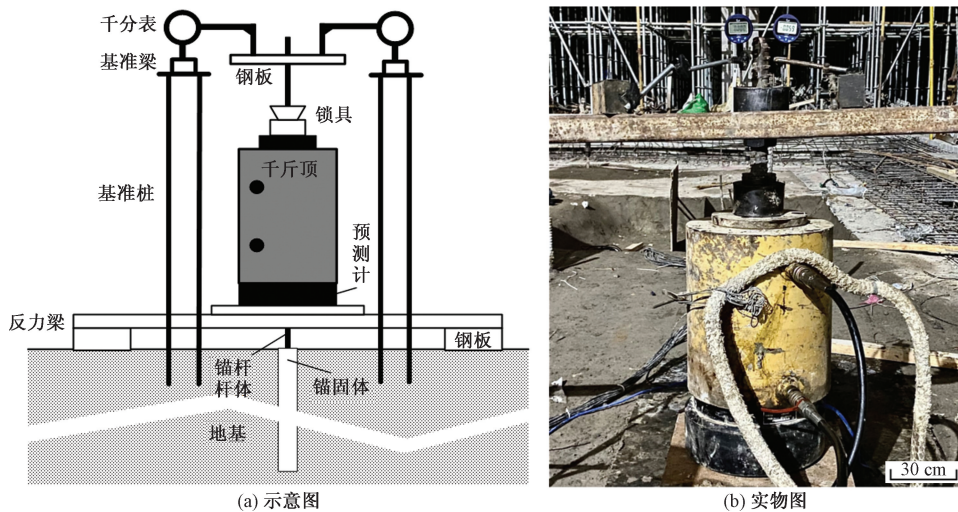 千分表
基准梁
钢板
锁具
千斤顶
基准桩
预测计
反力梁
钢板
锚杆
杆体
锚固体
地基
30 cm
(a) 示意图
(b) 实物图